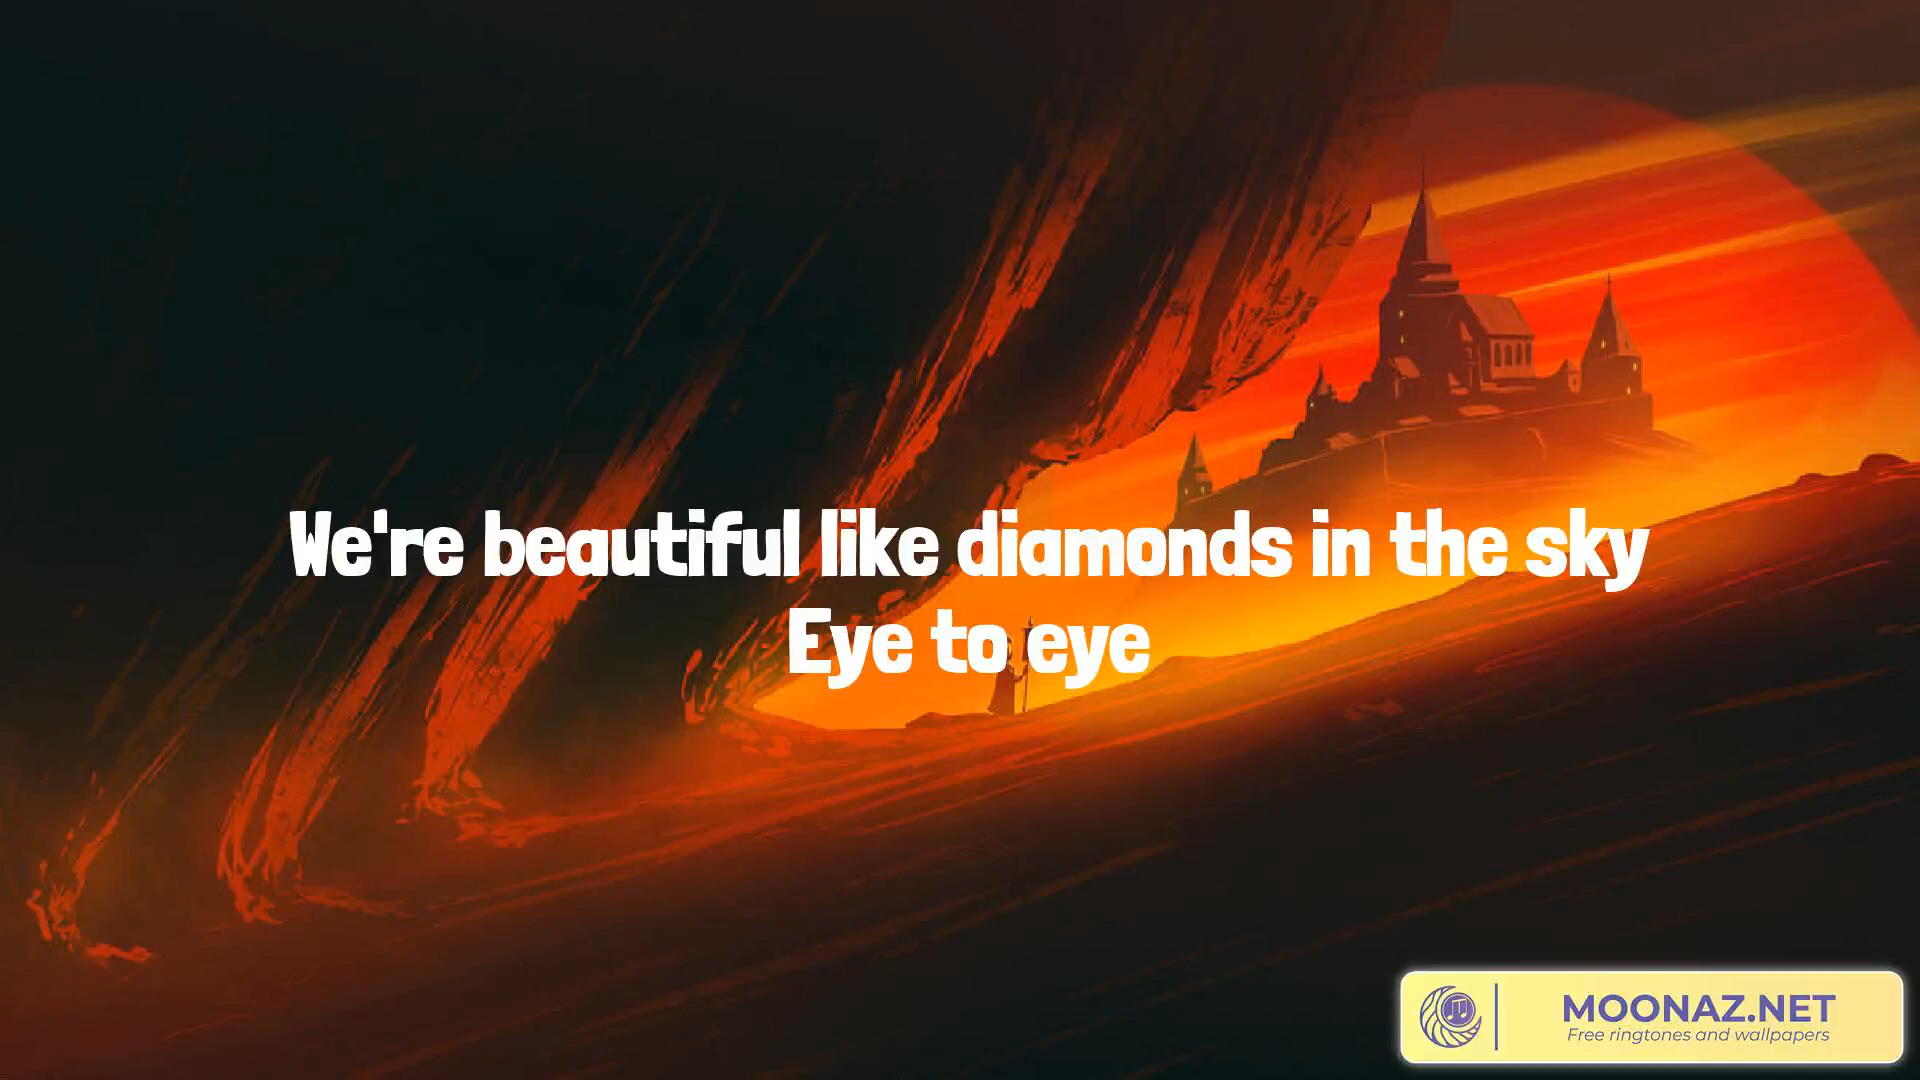 We're beautiful like diamonds in the sky
Eye to eye
MOONAZ.NET
Free ringtones and wallpapers